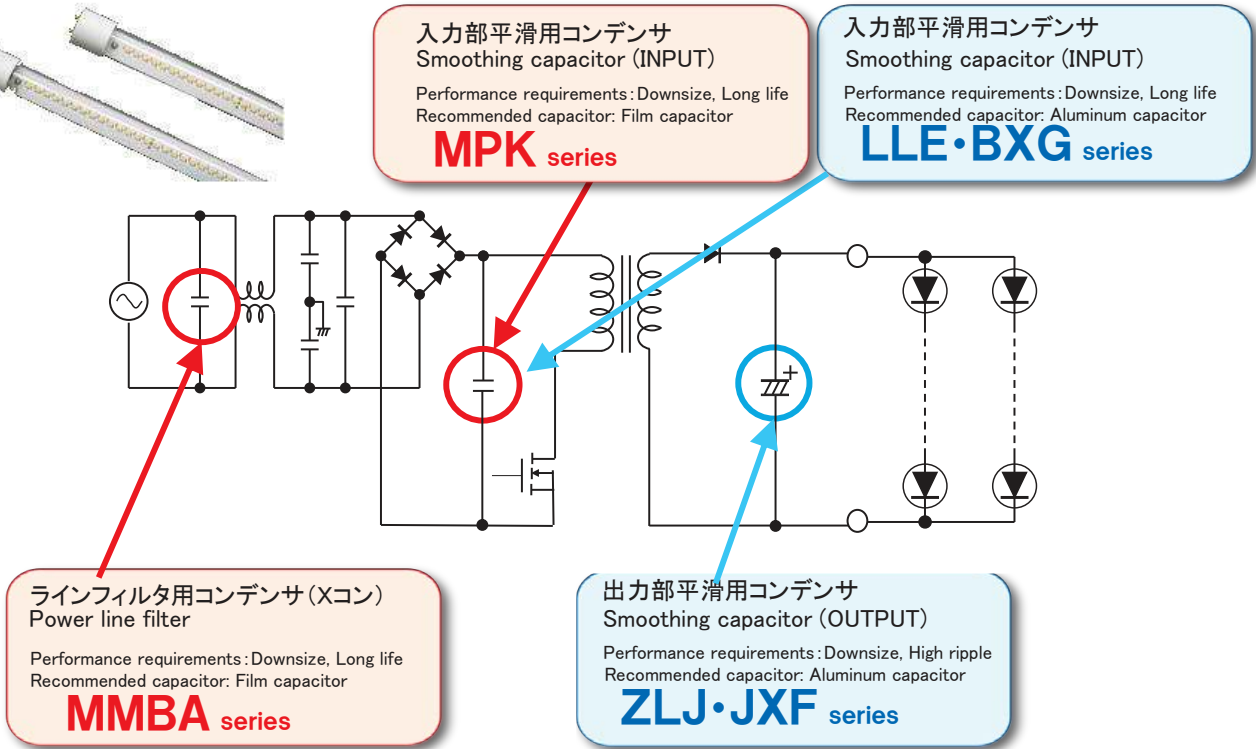 入力部平滑用コンデンサ
Smoothing capacitor (INPUT)
Performance requirements:Downsize, Long life
Recommended capacitor: Film capacitor
MPK series
入力部平滑用コンデンサ
Smoothing capacitor (INPUT)
Performance requirements:Downsize, Long life
Recommended capacitor: Aluminum capacitor
LLE・BXG series
+
ラインフィルタ用コンデンサ(Xコン)
Power line filter
Performance requirements:Downsize, Long life
Recommended capacitor: Film capacitor
MMBA series
出力部平滑用コンデンサ
Smoothing capacitor (OUTPUT)
Performance requirements:Downsize, High ripple
Recommended capacitor: Aluminum capacitor
ZLJ・JXF series